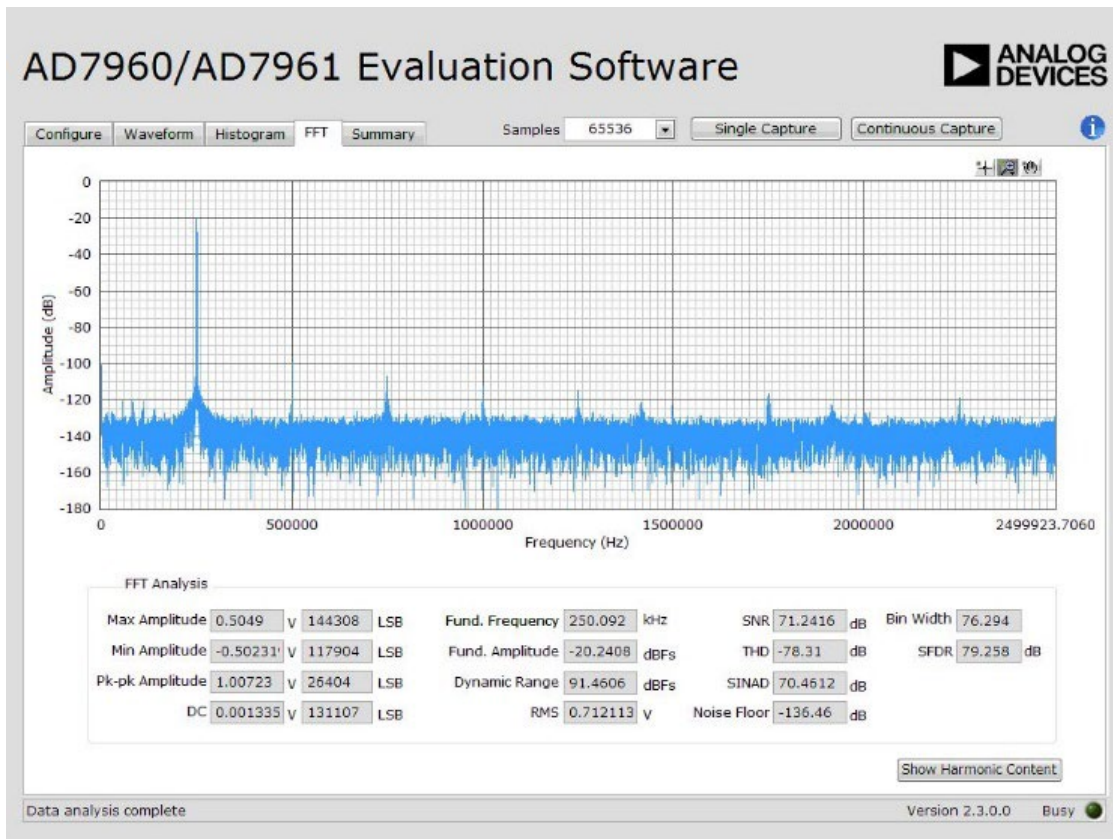 AD7960/AD7961 Evaluation Software
ANALOG
DEVICES
Configure Waveform Histogram FFT Summary Samples 65536 Single Capture Continuous Capture
0
-20
-40
-60
-80
-100
-120
-140
-160
-180
Amplitude (dB)
0 500000 1000000 1500000 2000000 2499923.7060
Frequency (Hz)
FFT Analysis
Max Amplitude 0.5049 V 144308 LSB Fund. Frequency 250.092 kHz SNR 71.2416 dB Bin Width 76.294
Min Amplitude -0.50231 V 117904 LSB Fund. Amplitude -20.2408 dBFs THD -78.31 dB SFDR 79.258 dB
Pk-pk Amplitude 1.00723 V 26404 LSB Dynamic Range 91.4606 dBFs SINAD 70.4612 dB
DC 0.001335 V 131107 LSB RMS 0.712113 V Noise Floor -136.46 dB
Show Harmonic Content
Data analysis complete Version 2.3.0.0 Busy